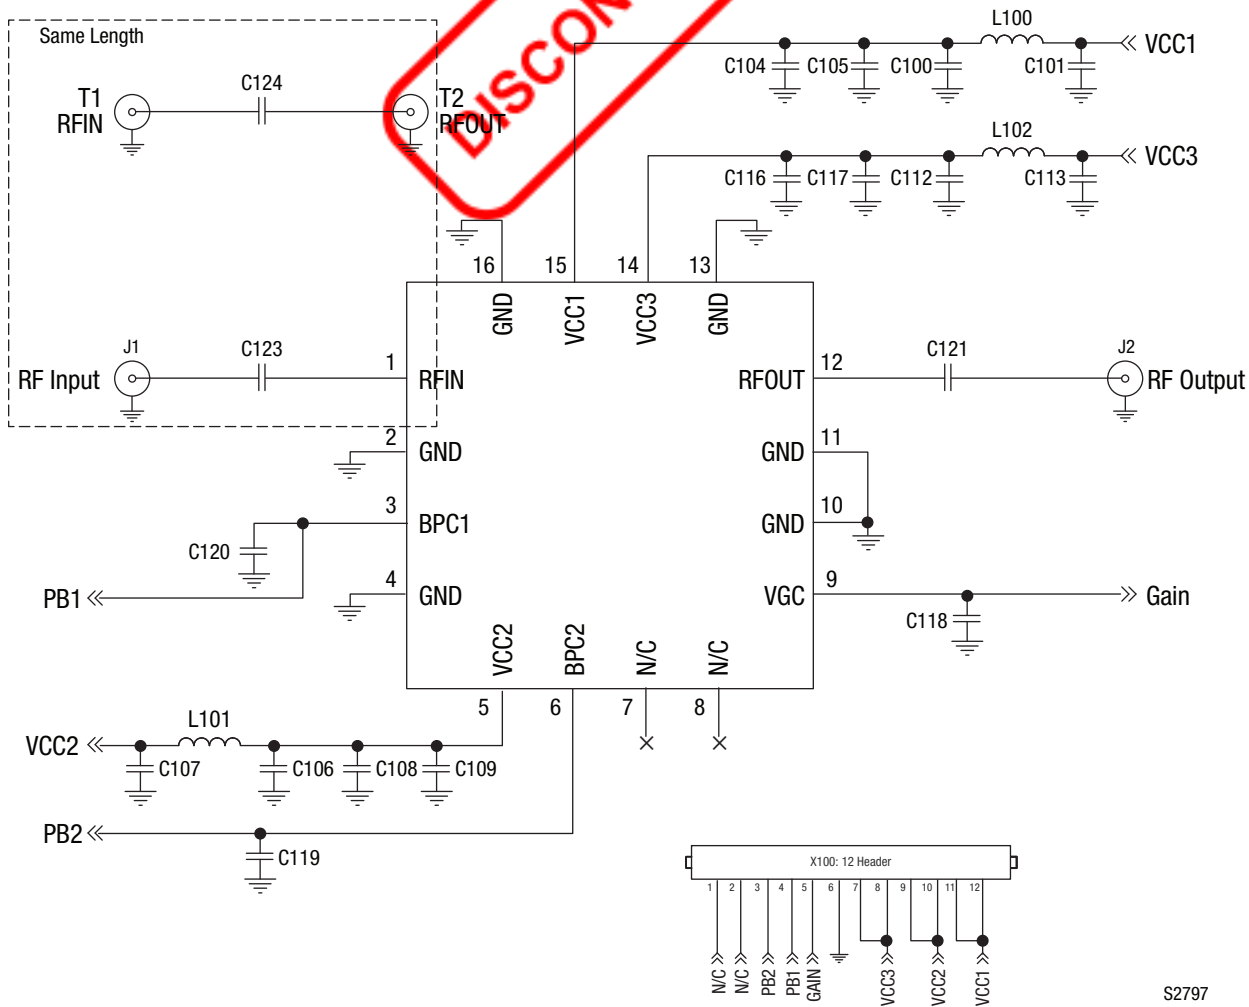 Same Length
DISCON
L100
VCC1
C104
C105
C100
C101
C124
T1
RFIN
T2
RFOUT
L102
VCC3
C116
C117
C112
C113
16
15
14
13
GND
VCC1
VCC3
GND
J1
C123
RF Input
1
RFIN
RFOUT
12
C121
J2
RF Output
2
GND
GND
11
3
BPC1
GND
10
C120
PB1
4
GND
VGC
9
Gain
C118
VCC2
BPC2
N/C
N/C
5
6
7
8
L101
VCC2
C107
C106
C108
C109
PB2
C119
X100: 12 Header
1 2 3 4 5 6 7 8 9 10 11 12
N/C
N/C
PB2
PB1
GAIN
VCC3
VCC2
VCC1
S2797